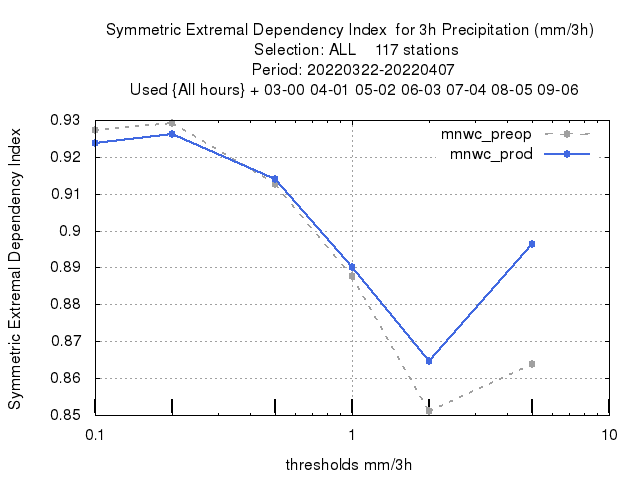 Symmetric Extremal Dependency Index  for 3h Precipitation (mm/3h)
Selection: ALL    117 stations
Period: 20220322-20220407
Used {All hours} + 03-00 04-01 05-02 06-03 07-04 08-05 09-06
Symmetric Extremal Dependency Index
0.93
0.92
0.91
0.9
0.89
0.88
0.87
0.86
0.85
mnwc_preop
mnwc_prod
0.1 1 10
thresholds mm/3h